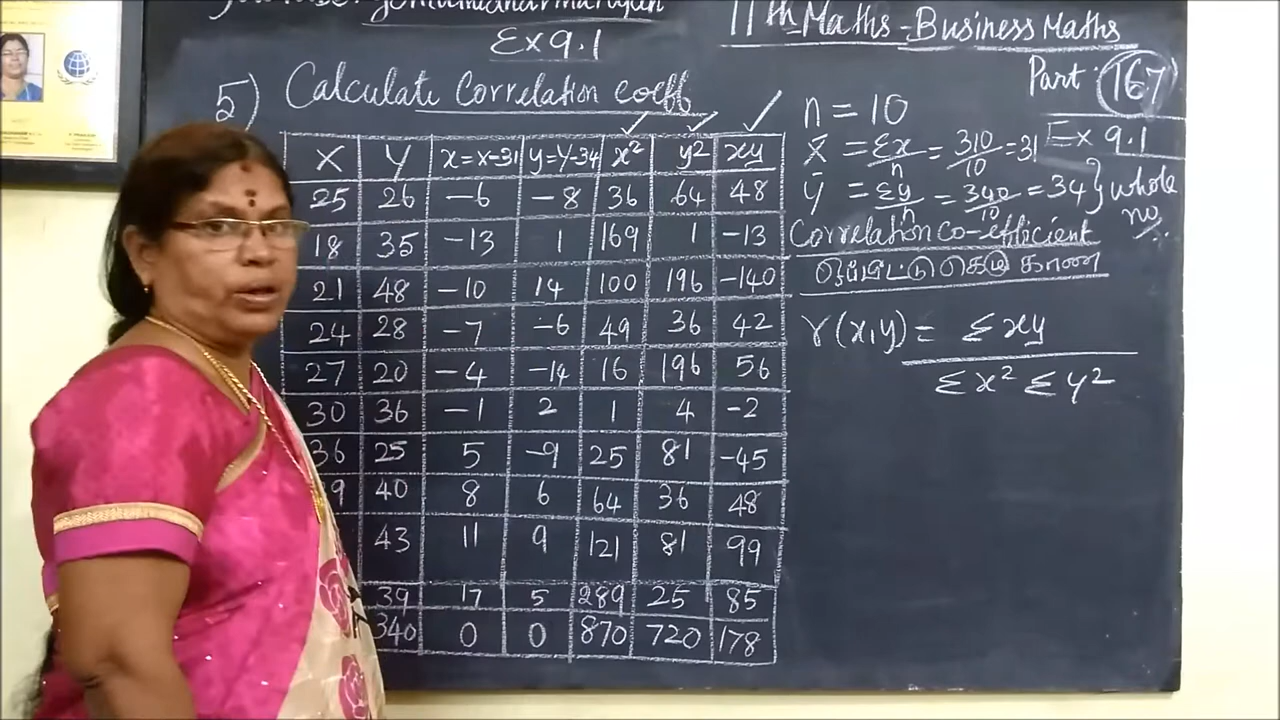 11th Maths - Business Maths
Ex 9.1
Part: 167
5) Calculate Correlation coeff
X Y x=x-31 y=Y-34 x² y² xy
25 26 -6 -8 36 64 48
18 35 -13 1 169 1 -13
21 48 -10 14 100 196 -140
24 28 -7 -6 49 36 42
27 20 -4 -14 16 196 56
30 36 -1 2 1 4 -2
36 25 5 -9 25 81 -45
40 8 6 64 36 48
43 11 9 121 81 99
39 17 5 289 25 85
340 0 0 870 720 178
n = 10
Ex 9.1
x̄ = Σx/n = 310/10 = 31
ȳ = Σy/n = 340/10 = 34 } whole no.
Correlation co-efficient
ஒட்டுறவு கெழு காண
r(x,y) = Σxy / Σx² Σy²